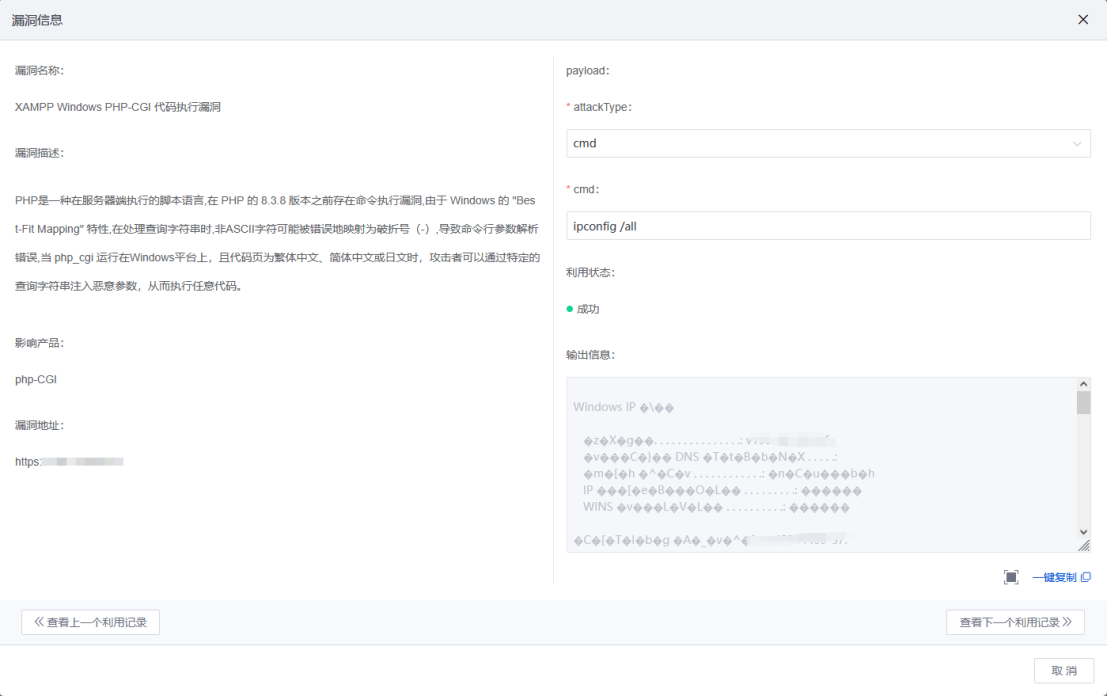 漏洞信息
漏洞名称:
XAMPP Windows PHP-CGI 代码执行漏洞
漏洞描述:
PHP是一种在服务器端执行的脚本语言,在 PHP 的 8.3.8 版本之前存在命令执行漏洞,由于 Windows 的 "Bes
t-Fit Mapping" 特性,在处理查询字符串时,非ASCII字符可能被错误地映射为破折号（-）,导致命令行参数解析
错误,当 php_cgi 运行在Windows平台上，且代码页为繁体中文、简体中文或日文时，攻击者可以通过特定的
查询字符串注入恶意参数，从而执行任意代码。
影响产品:
php-CGI
漏洞地址:
https:
payload:
* attackType:
cmd
* cmd:
ipconfig /all
利用状态:
成功
输出信息:
Windows IP �\��
�z�X�g��. . . . . . . . . . . . . . .:
�v���C�}�� DNS �T�t�B�b�N�X . . . . .:
�m�[�h �^�C�v . . . . . . . . . . . .: �n�C�u���b�h
IP ���[�e�B���O�L�� . . . . . . . . .: ������
WINS �v���L�V�L�� . . . . . . . . . .: ������
�C�[�T�l�b�g �A�_�v�^�
一键复制
查看上一个利用记录
查看下一个利用记录
取 消